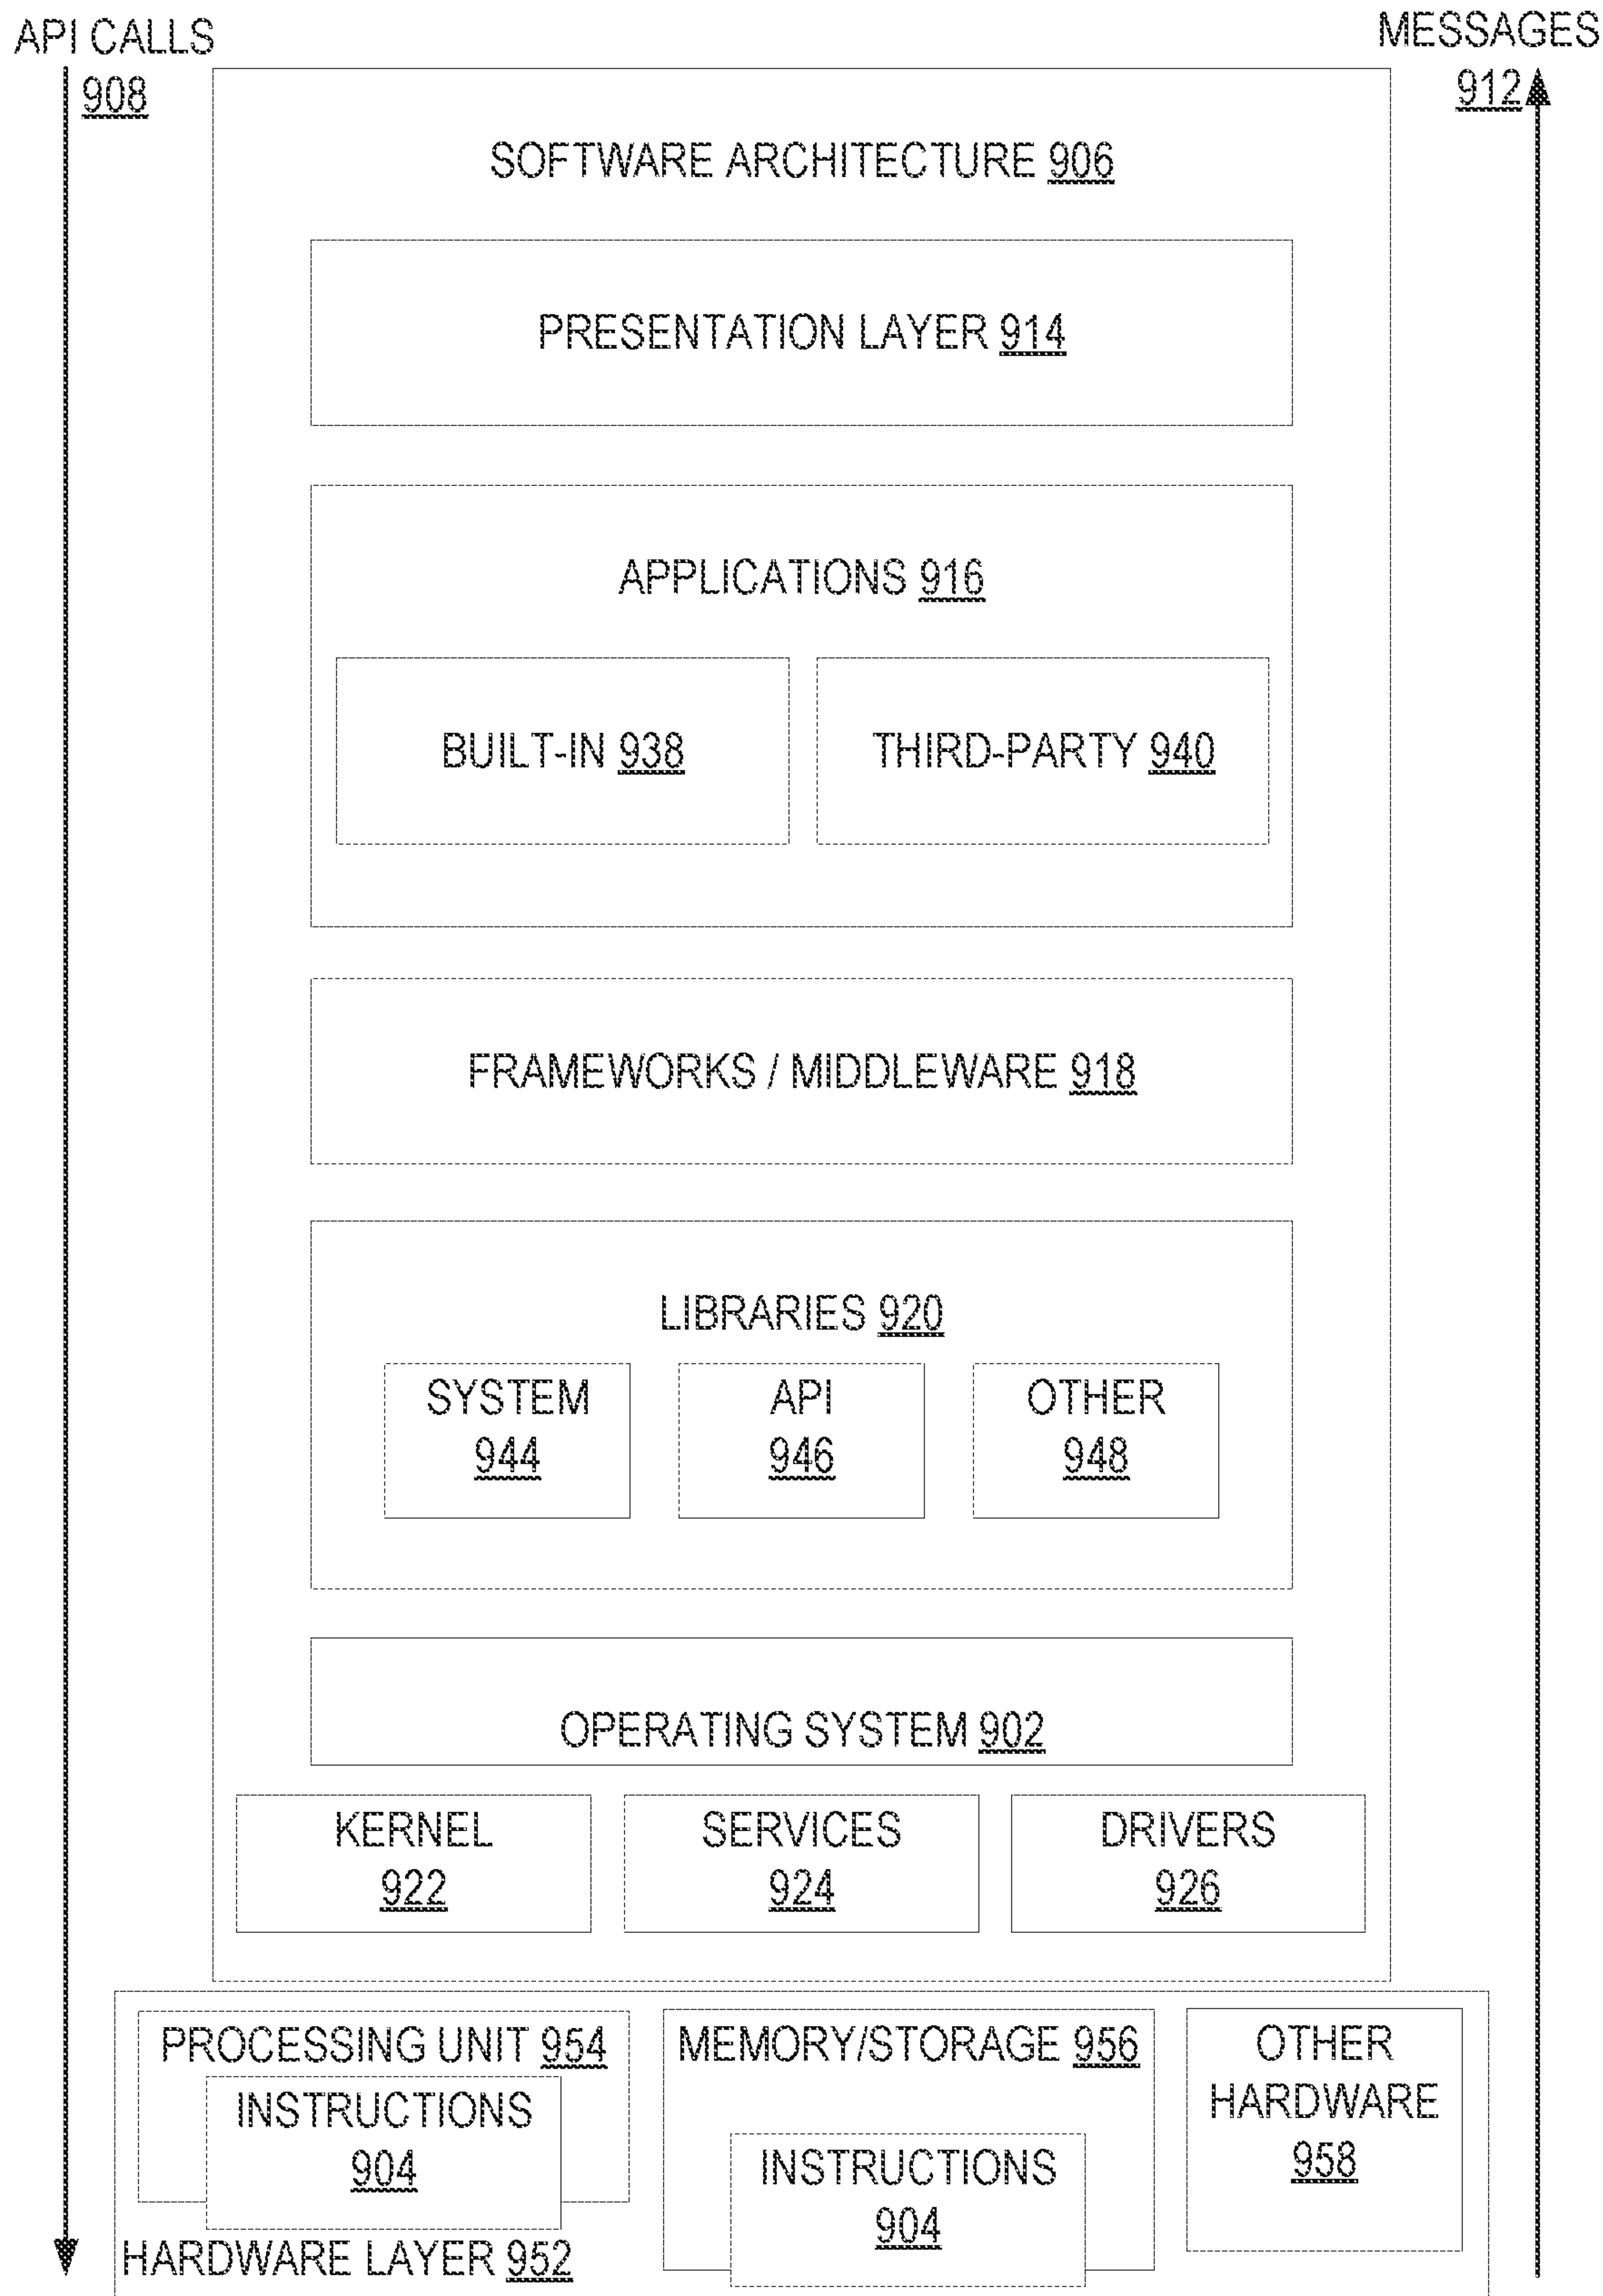 API CALLS
908
MESSAGES
912
SOFTWARE ARCHITECTURE 906
PRESENTATION LAYER 914
APPLICATIONS 916
BUILT-IN 938
THIRD-PARTY 940
FRAMEWORKS / MIDDLEWARE 918
LIBRARIES 920
SYSTEM
944
API
946
OTHER
948
OPERATING SYSTEM 902
KERNEL
922
SERVICES
924
DRIVERS
926
PROCESSING UNIT 954
INSTRUCTIONS
904
MEMORY/STORAGE 956
INSTRUCTIONS
904
OTHER
HARDWARE
958
HARDWARE LAYER 952